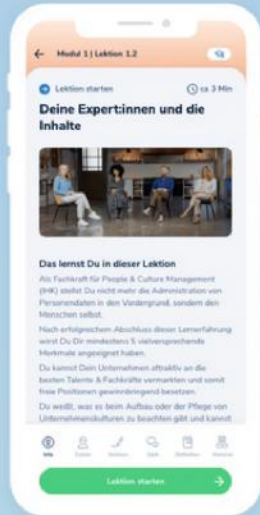 Modul 1 | Lektion 1.2
Lektion starten
ca 3 Min
Deine Expert:innen und die
Inhalte
Das lernst Du in dieser Lektion
Als Fachkraft für People & Culture Management
(IHK) stellst Du nicht mehr die Administration von
Personendaten in den Vordergrund, sondern den
Menschen selbst.
Nach erfolgreichem Abschluss dieser Lernerfahrung
wirst Du Dir mindestens 5 vielversprechende
Merkmale angeeignet haben.
Du kannst Dein Unternehmen attraktiv an die
besten Talente & Fachkräfte vermarkten und somit
freie Positionen gewinnbringend besetzen.
Du weißt, was es beim Aufbau oder der Pflege von
Unternehmenskulturen zu beachten gibt und kannst
Info
Lektion starten